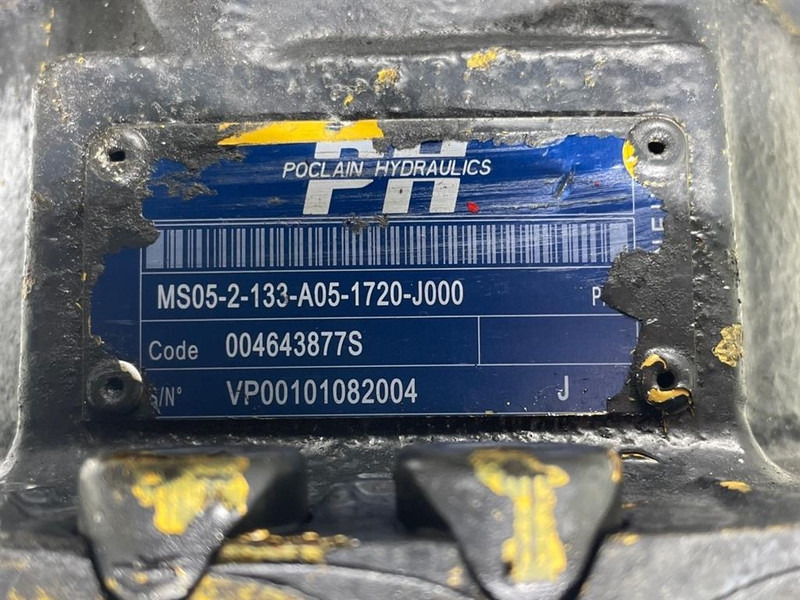 PH
POCLAIN HYDRAULICS
MS05-2-133-A05-1720-J000 P
Code 004643877S
S/N° VP00101082004 J